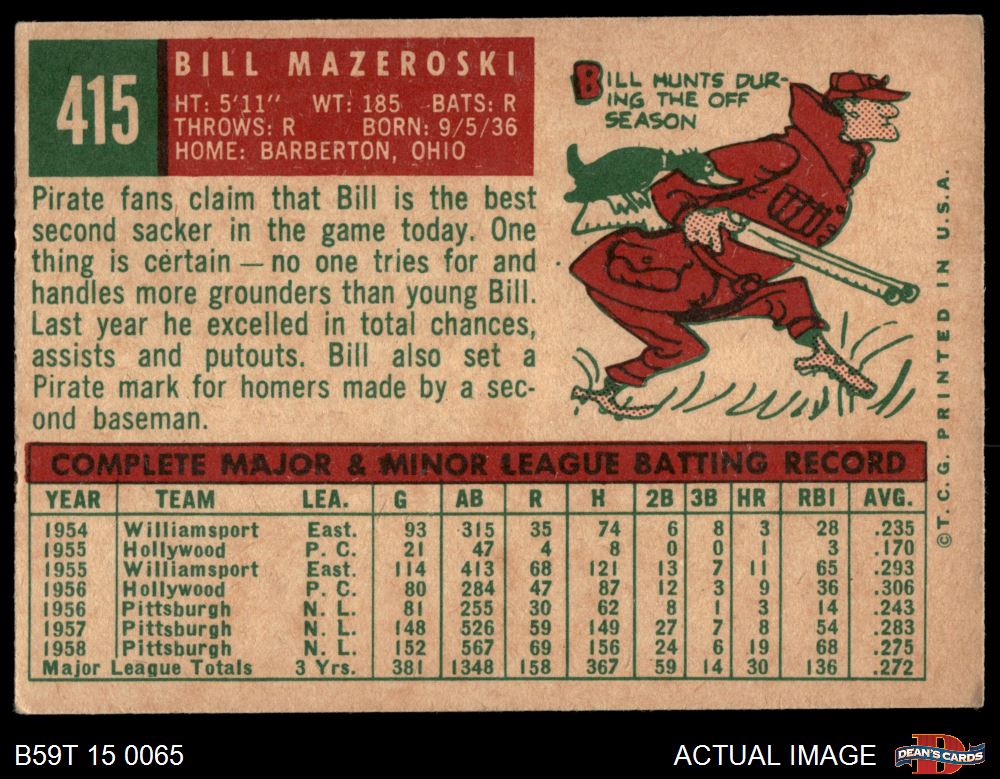 415
BILL MAZEROSKI
HT: 5'11" WT: 185 BATS: R
THROWS: R BORN: 9/5/36
HOME: BARBERTON, OHIO
BILL HUNTS DUR-
ING THE OFF
SEASON
Pirate fans claim that Bill is the best
second sacker in the game today. One
thing is certain — no one tries for and
handles more grounders than young Bill.
Last year he excelled in total chances,
assists and putouts. Bill also set a
Pirate mark for homers made by a sec-
ond baseman.
COMPLETE MAJOR & MINOR LEAGUE BATTING RECORD
YEAR TEAM LEA. G AB R H 2B 3B HR RBI AVG.
1954 Williamsport East. 93 315 35 74 6 8 3 28 .235
1955 Hollywood P. C. 21 47 4 8 0 0 1 3 .170
1955 Williamsport East. 114 413 68 121 13 7 11 65 .293
1956 Hollywood P. C. 80 284 47 87 12 3 9 36 .306
1956 Pittsburgh N. L. 81 255 30 62 8 1 3 14 .243
1957 Pittsburgh N. L. 148 526 59 149 27 7 8 54 .283
1958 Pittsburgh N. L. 152 567 69 156 24 6 19 68 .275
Major League Totals 3 Yrs. 381 1348 158 367 59 14 30 136 .272
©T. C. G. PRINTED IN U.S.A.
B59T 15 0065
ACTUAL IMAGE
D
DEAN'S CARDS